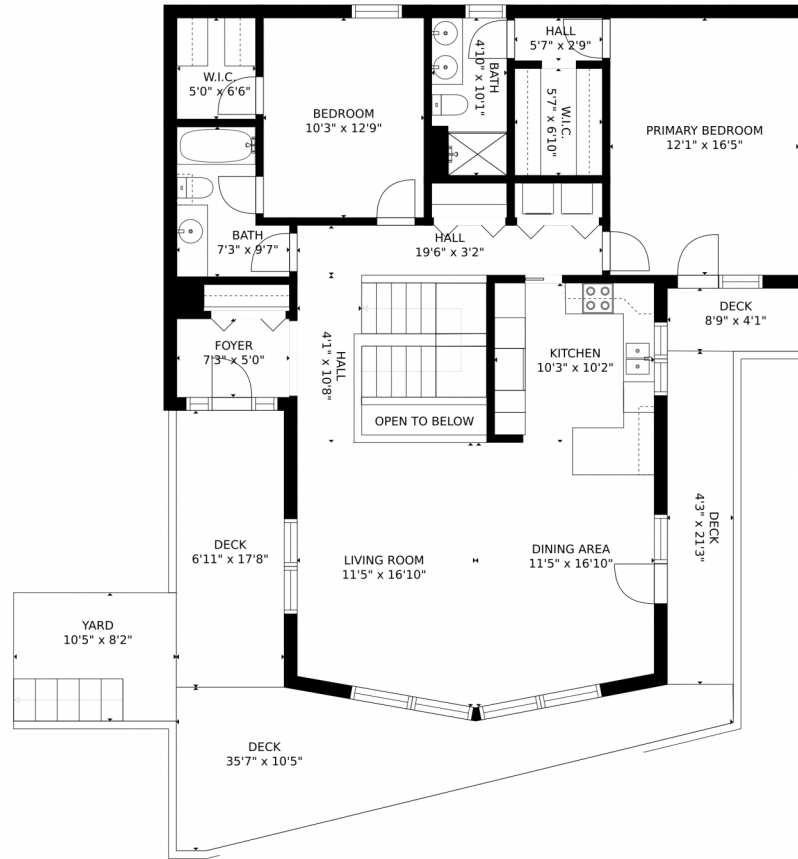 HALL
5'7" x 2'9"
W.I.C.
5'0" x 6'6"
BATH
4'10" x 10'1"
BEDROOM
10'3" x 12'9"
W.I.C.
5'7" x 6'10"
PRIMARY BEDROOM
12'1" x 16'5"
BATH
7'3" x 9'7"
HALL
19'6" x 3'2"
DECK
8'9" x 4'1"
FOYER
7'3" x 5'0"
HALL
4'1" x 10'8"
KITCHEN
10'3" x 10'2"
OPEN TO BELOW
DECK
6'11" x 17'8"
LIVING ROOM
11'5" x 16'10"
DINING AREA
11'5" x 16'10"
DECK
4'3" x 21'3"
YARD
10'5" x 8'2"
DECK
35'7" x 10'5"